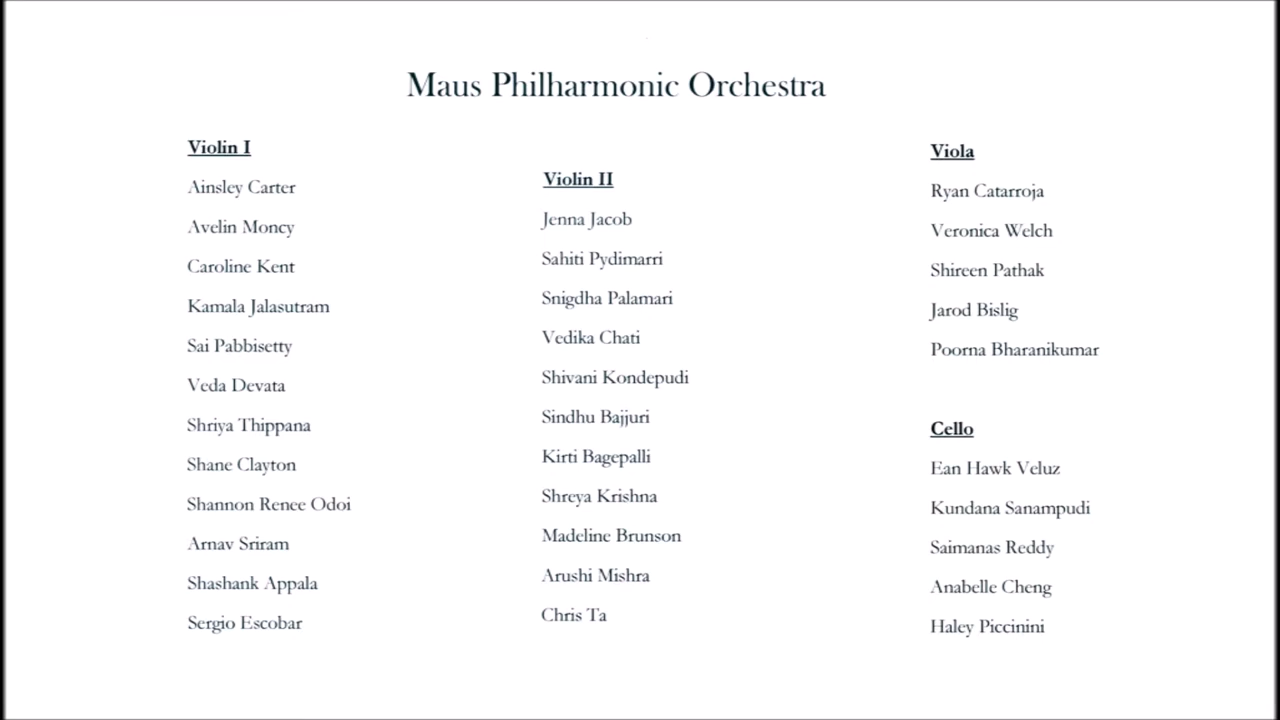 Maus Philharmonic Orchestra
Violin I
Ainsley Carter
Avelin Moncy
Caroline Kent
Kamala Jalasutram
Sai Pabbisetty
Veda Devata
Shriya Thippana
Shane Clayton
Shannon Renee Odoi
Arnav Sriram
Shashank Appala
Sergio Escobar
Violin II
Jenna Jacob
Sahiti Pydimarri
Snigdha Palamari
Vedika Chati
Shivani Kondepudi
Sindhu Bajjuri
Kirti Bagepalli
Shreya Krishna
Madeline Brunson
Arushi Mishra
Chris Ta
Viola
Ryan Catarroja
Veronica Welch
Shireen Pathak
Jarod Bislig
Poorna Bharanikumar
Cello
Ean Hawk Veluz
Kundana Sanampudi
Saimanas Reddy
Anabelle Cheng
Haley Piccinini